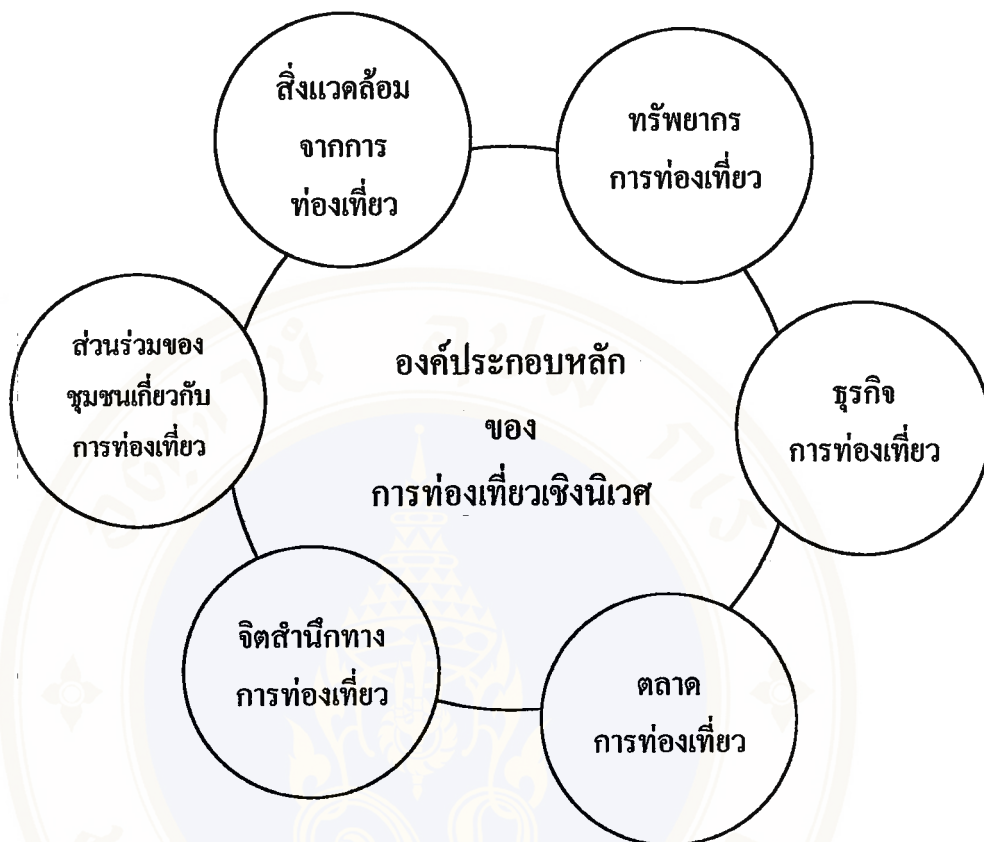 สิ่งแวดล้อม
จากการ
ท่องเที่ยว
ทรัพยากร
การท่องเที่ยว
ส่วนร่วมของ
ชุมชนเกี่ยวกับ
การท่องเที่ยว
องค์ประกอบหลัก
ของ
การท่องเที่ยวเชิงนิเวศ
ธุรกิจ
การท่องเที่ยว
จิตสำนึกทาง
การท่องเที่ยว
ตลาด
การท่องเที่ยว